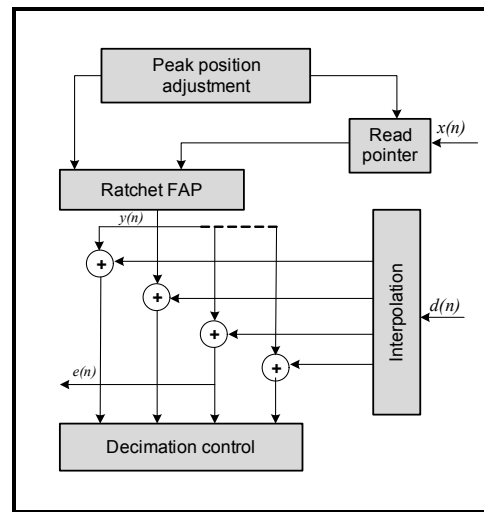 Peak position
adjustment
Read
pointer
x(n)
Ratchet FAP
y(n)
+
+
+
+
Interpolation
d(n)
e(n)
Decimation control